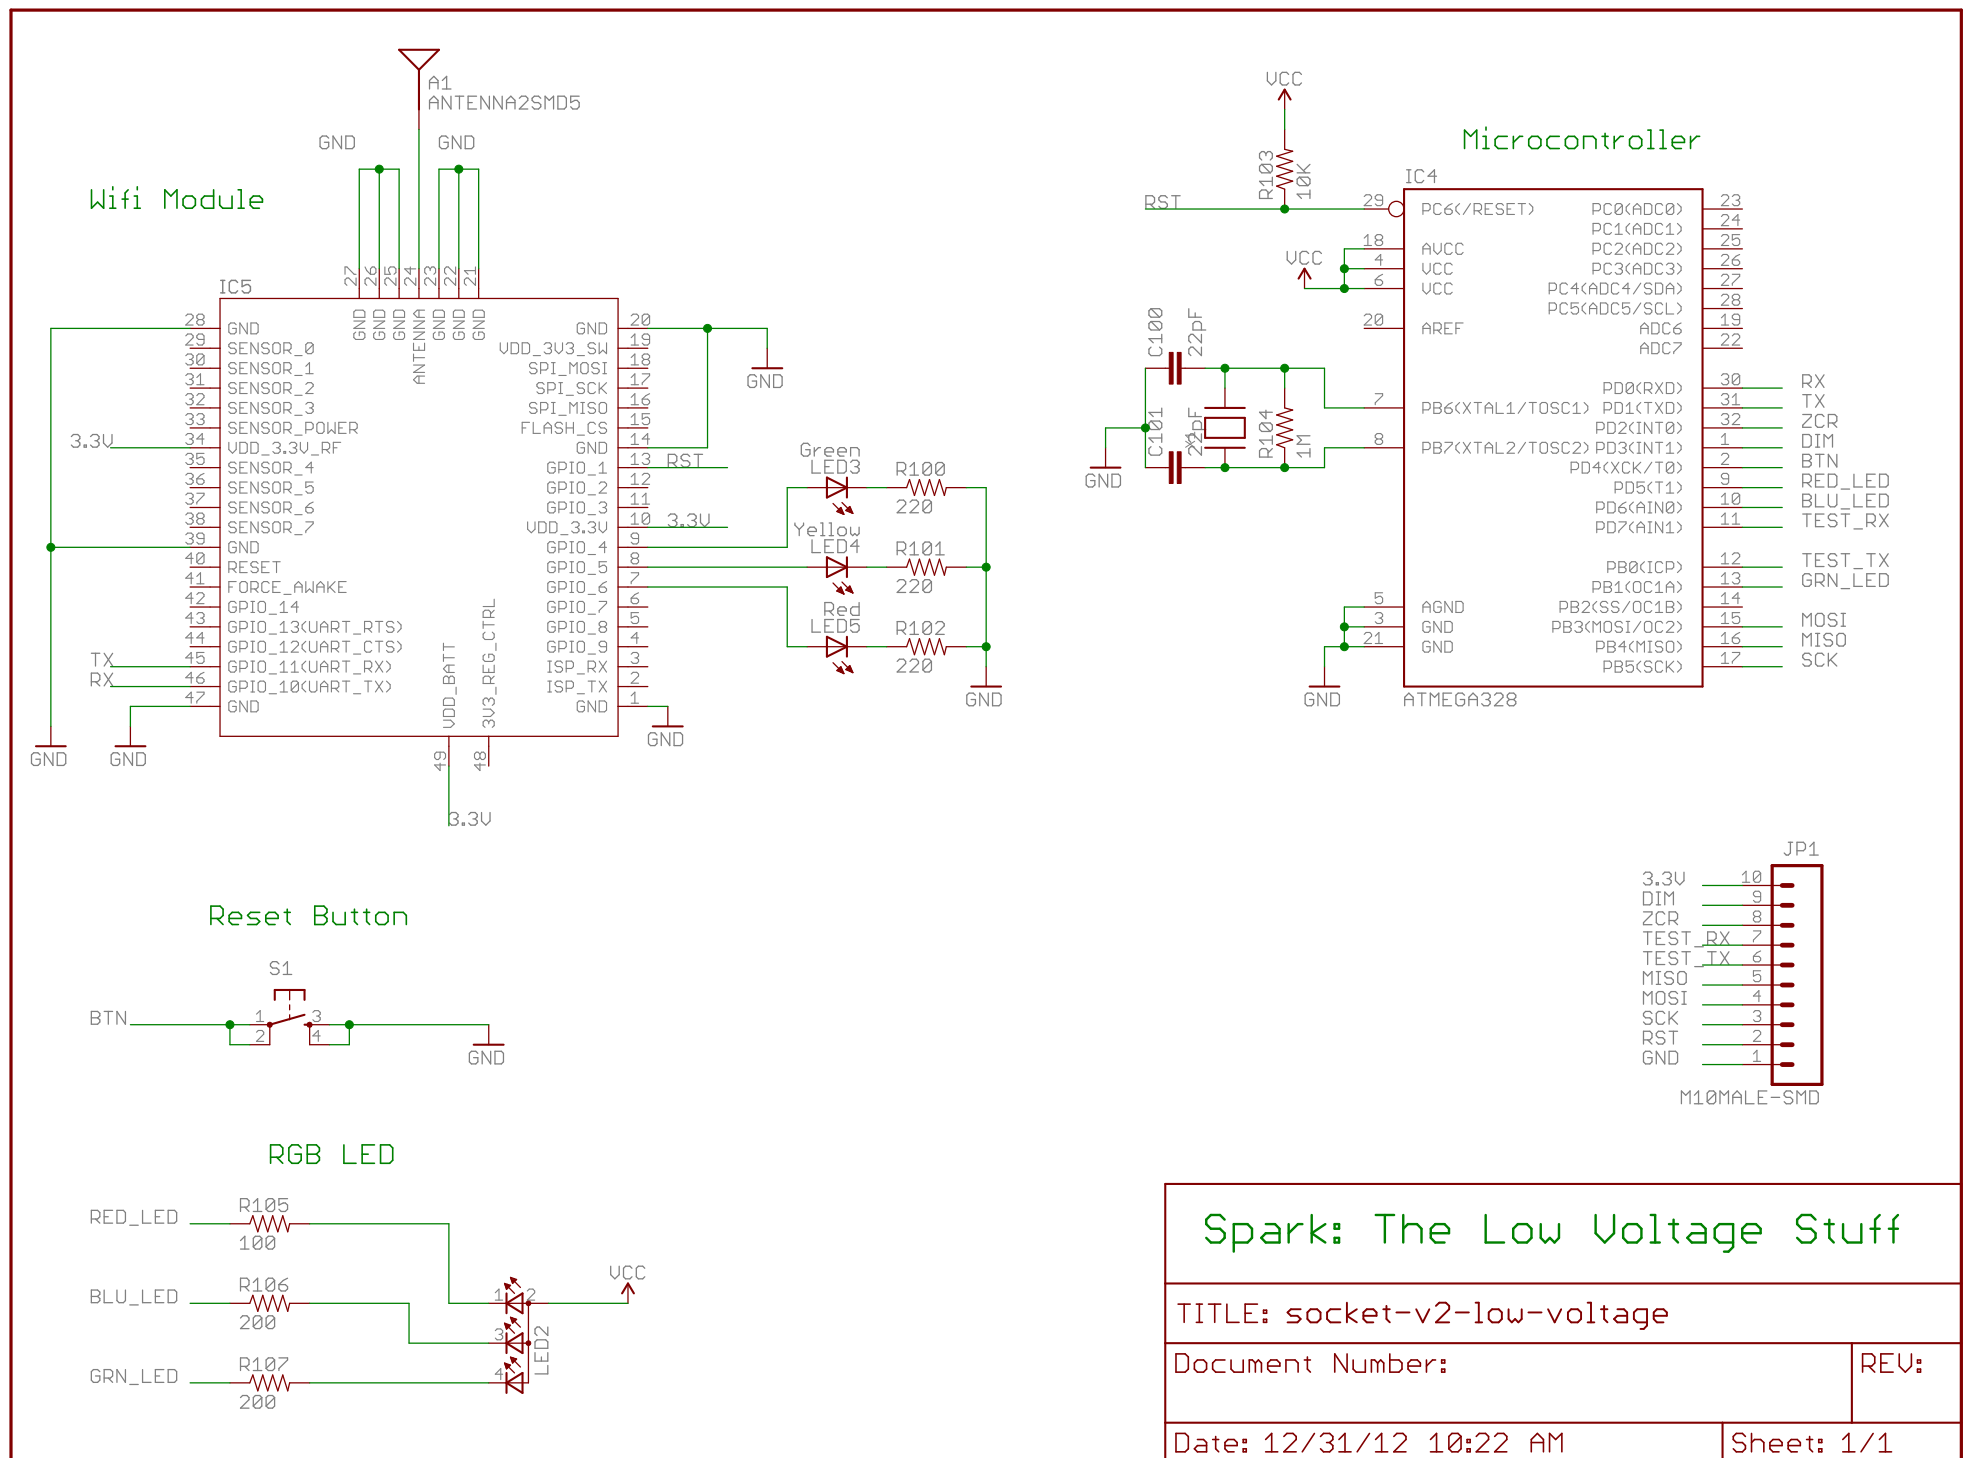 A1
ANTENNA2SMD5
GND GND
Wifi Module
27 26 25 24 23 22 21
IC5
GND GND GND ANTENNA GND GND GND
28 GND
29 SENSOR_0
30 SENSOR_1
31 SENSOR_2
32 SENSOR_3
33 SENSOR_POWER
3.3V 34 VDD_3.3V_RF
35 SENSOR_4
36 SENSOR_5
37 SENSOR_6
38 SENSOR_7
39 GND
40 RESET
41 FORCE_AWAKE
42 GPIO_14
43 GPIO_13(UART_RTS)
44 GPIO_12(UART_CTS)
TX 45 GPIO_11(UART_RX)
RX 46 GPIO_10(UART_TX)
47 GND
GND GND
GND 20
VDD_3V3_SW 19
SPI_MOSI 18
SPI_SCK 17
SPI_MISO 16
FLASH_CS 15
GND 14
GPIO_1 13 RST
GPIO_2 12
GPIO_3 11
VDD_3.3V 10 3.3V
GPIO_4 9
GPIO_5 8
GPIO_6 7
GPIO_7 6
GPIO_8 5
GPIO_9 4
ISP_RX 3
ISP_TX 2
GND 1
GND
GND
VDD_BATT 3V3_REG_CTRL
49 48
3.3V
Green
LED3 R100
220
Yellow
LED4 R101
220
Red
LED5 R102
220
GND
VCC
Microcontroller
R103
10K
IC4
RST 29 PC6(/RESET)
18 AVCC
VCC 4 VCC
6 VCC
20 AREF
C100
22pF
C101
22pF
R104
1M
GND
7 PB6(XTAL1/TOSC1)
8 PB7(XTAL2/TOSC2)
5 AGND
3 GND
21 GND
GND
ATMEGA328
PC0(ADC0) 23
PC1(ADC1) 24
PC2(ADC2) 25
PC3(ADC3) 26
PC4(ADC4/SDA) 27
PC5(ADC5/SCL) 28
ADC6 19
ADC7 22
PD0(RXD) 30 RX
PD1(TXD) 31 TX
PD2(INT0) 32 ZCR
PD3(INT1) 1 DIM
PD4(XCK/T0) 2 BTN
PD5(T1) 9 RED_LED
PD6(AIN0) 10 BLU_LED
PD7(AIN1) 11 TEST_RX
PB0(ICP) 12 TEST_TX
PB1(OC1A) 13 GRN_LED
PB2(SS/OC1B) 14
PB3(MOSI/OC2) 15 MOSI
PB4(MISO) 16 MISO
PB5(SCK) 17 SCK
JP1
3.3V 10
DIM 9
ZCR 8
TEST_RX 7
TEST_TX 6
MISO 5
MOSI 4
SCK 3
RST 2
GND 1
M10MALE-SMD
Reset Button
S1
BTN 1 3
2 4
GND
RGB LED
RED_LED R105
100
BLU_LED R106
200
GRN_LED R107
200
VCC
1 2
3
4
LED2
Spark: The Low Voltage Stuff
TITLE: socket-v2-low-voltage
Document Number:
REV:
Date: 12/31/12 10:22 AM
Sheet: 1/1